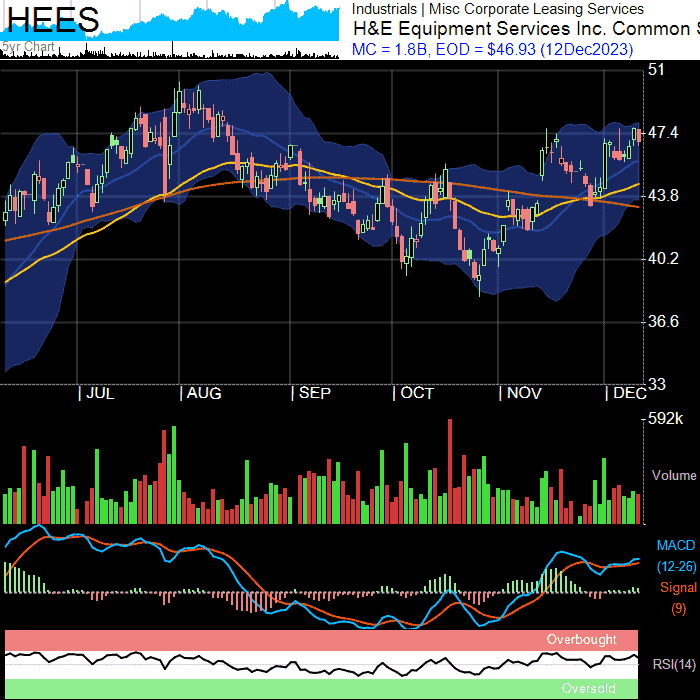 HEES
5yr Chart
Industrials | Misc Corporate Leasing Services
H&E Equipment Services Inc. Common S
MC = 1.8B, EOD = $46.93 (12Dec2023)
51
47.4
43.8
40.2
36.6
33
| JUL | AUG | SEP | OCT | NOV | DEC
592k
Volume
MACD
(12-26)
Signal
(9)
Overbought
RSI(14)
Oversold